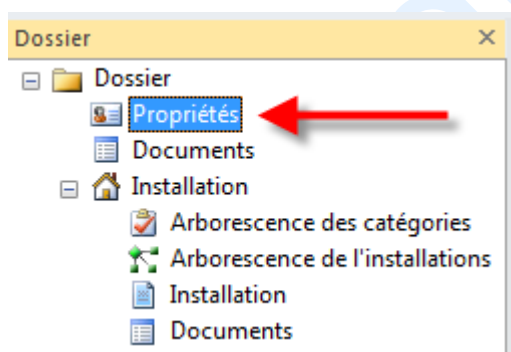 Dossier
Dossier
Propriétés
Documents
Installation
Arborescence des catégories
Arborescence de l'installations
Installation
Documents